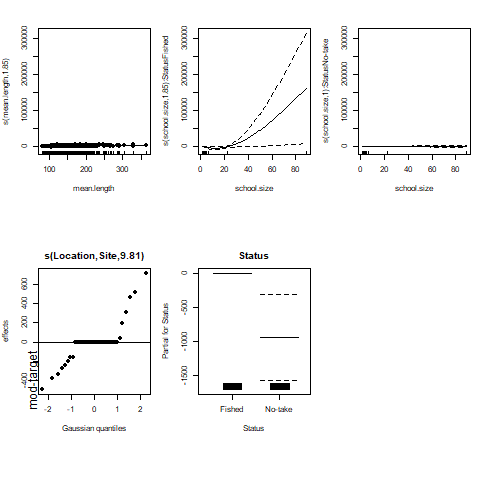 s(mean.length,1.85)
0 100000 200000 300000
100 200 300
mean.length
s(school.size,1.85):StatusFished
0 100000 200000 300000
0 20 40 60 80
school.size
s(school.size,1):StatusNo-take
0 100000 200000 300000
0 20 40 60 80
school.size
s(Location,Site,9.81)
effects
-400 0 200 400 600
mod-target
-2 -1 0 1 2
Gaussian quantiles
Status
Partial for Status
-1500 -1000 -500 0
Fished No-take
Status